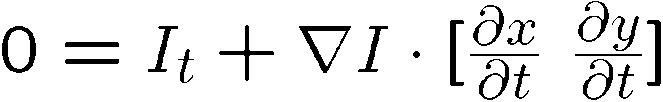 0 = I_t + ∇I · [∂x/∂t ∂y/∂t]